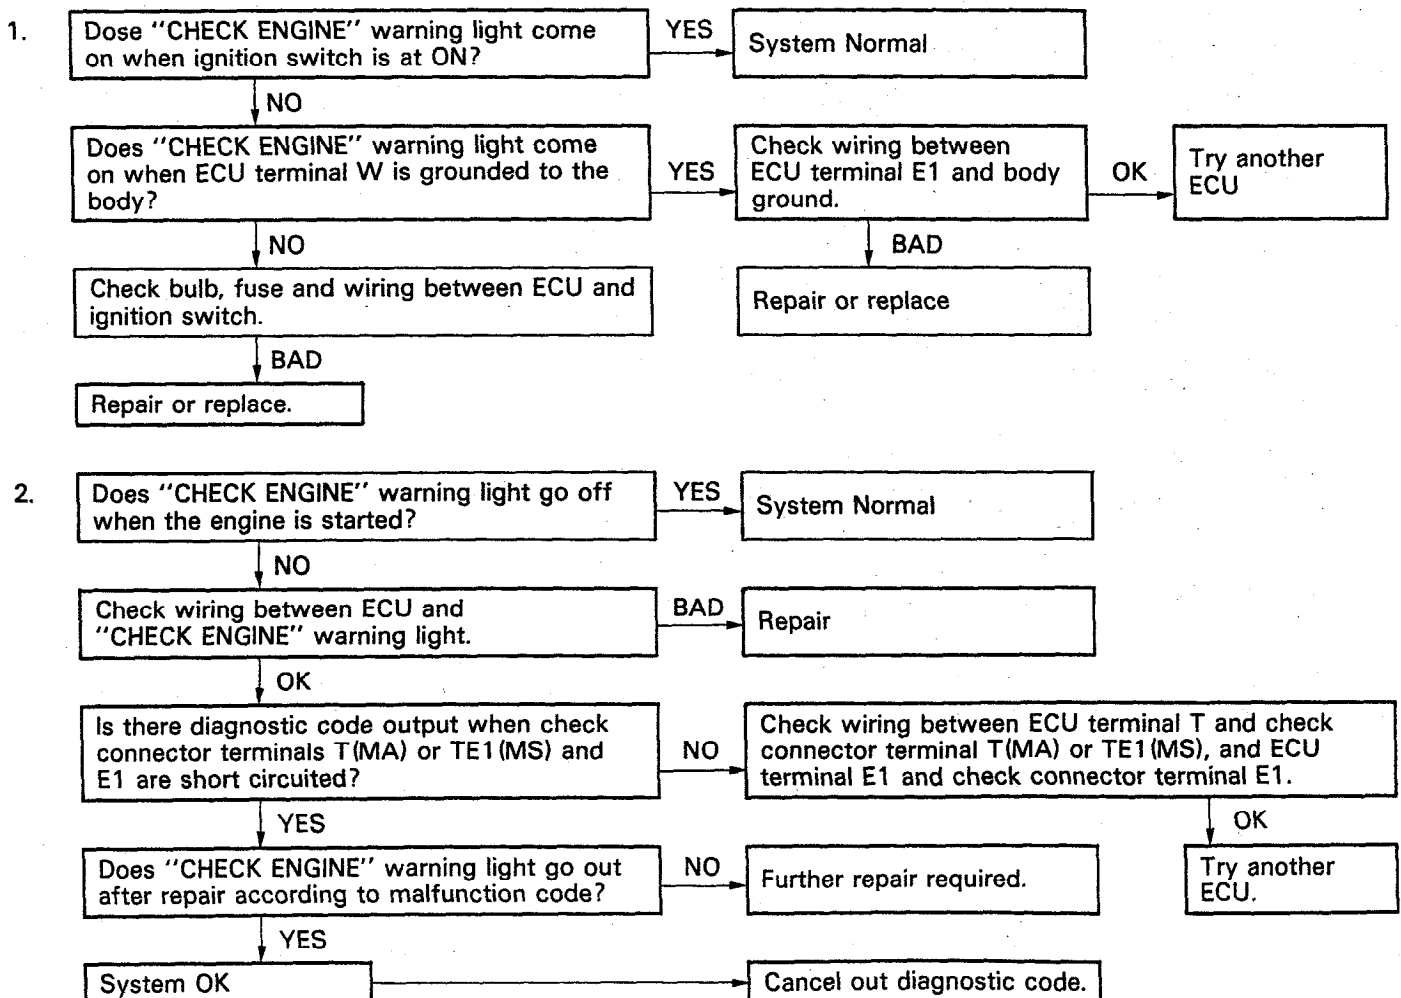 1.
Dose "CHECK ENGINE" warning light come
on when ignition switch is at ON?
YES
System Normal
NO
Does "CHECK ENGINE" warning light come
on when ECU terminal W is grounded to the
body?
YES
Check wiring between
ECU terminal E1 and body
ground.
OK
Try another
ECU
NO
BAD
Check bulb, fuse and wiring between ECU and
ignition switch.
Repair or replace
BAD
Repair or replace.
2.
Does "CHECK ENGINE" warning light go off
when the engine is started?
YES
System Normal
NO
Check wiring between ECU and
"CHECK ENGINE" warning light.
BAD
Repair
OK
Is there diagnostic code output when check
connector terminals T(MA) or TE1(MS) and
E1 are short circuited?
NO
Check wiring between ECU terminal T and check
connector terminal T(MA) or TE1(MS), and ECU
terminal E1 and check connector terminal E1.
YES
OK
Does "CHECK ENGINE" warning light go out
after repair according to malfunction code?
NO
Further repair required.
Try another
ECU.
YES
System OK
Cancel out diagnostic code.